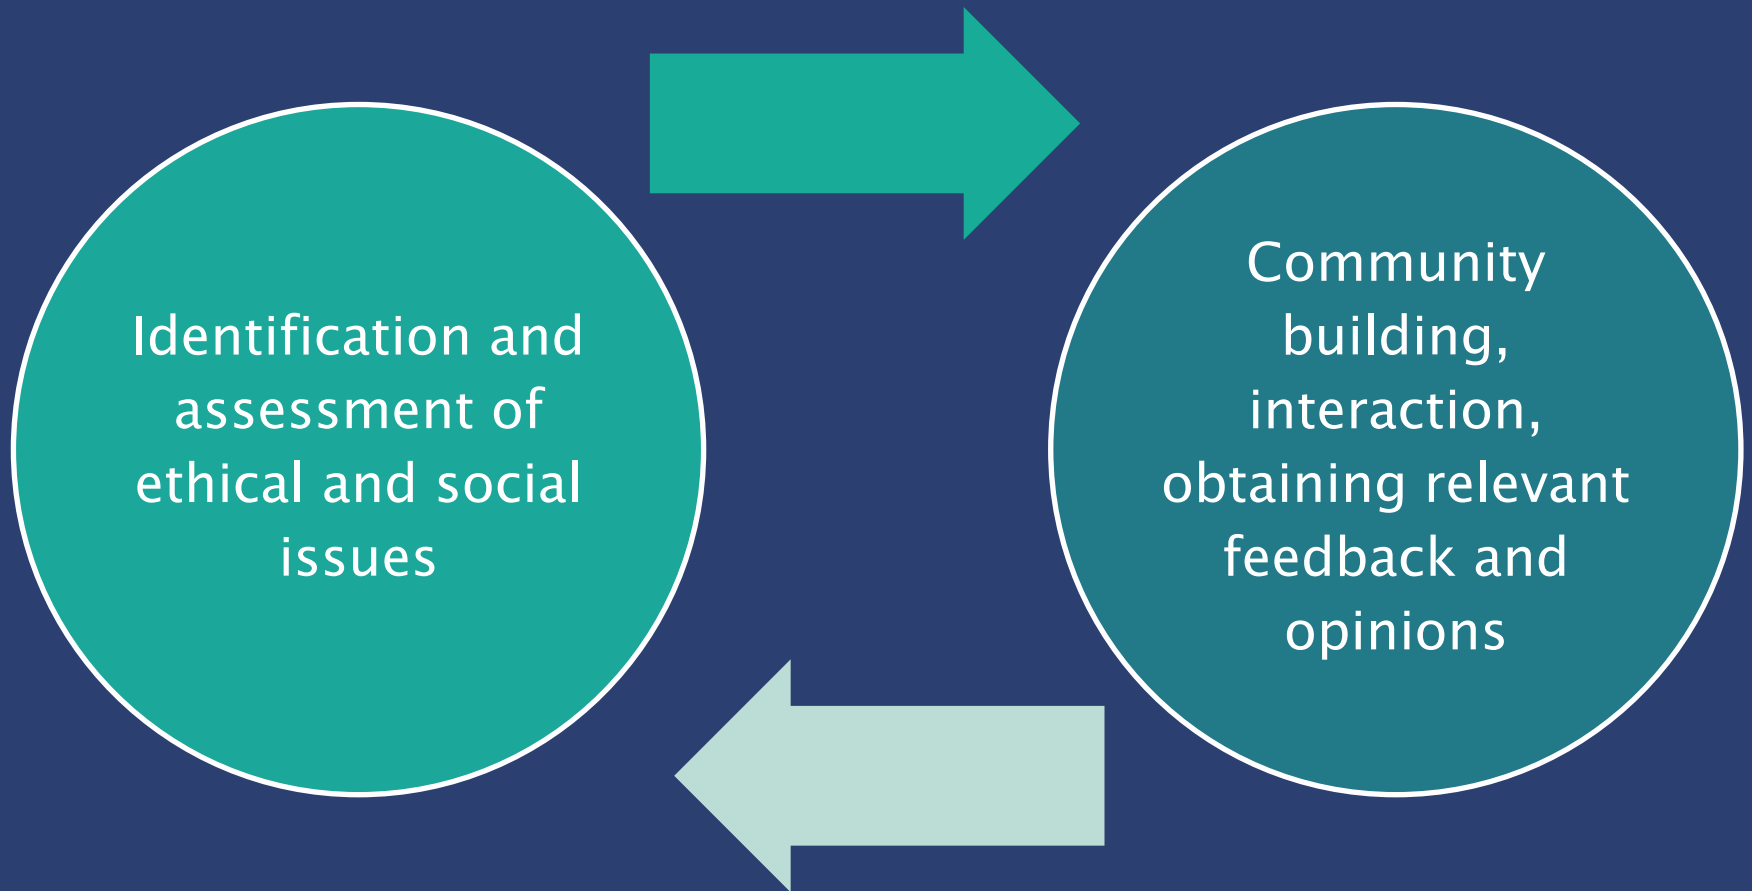 Identification and
assessment of
ethical and social
issues
Community
building,
interaction,
obtaining relevant
feedback and
opinions